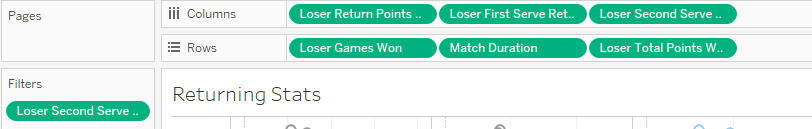 Pages
Columns
Loser Return Points ..
Loser First Serve Ret..
Loser Second Serve ..
Rows
Loser Games Won
Match Duration
Loser Total Points W..
Filters
Loser Second Serve ..
Returning Stats